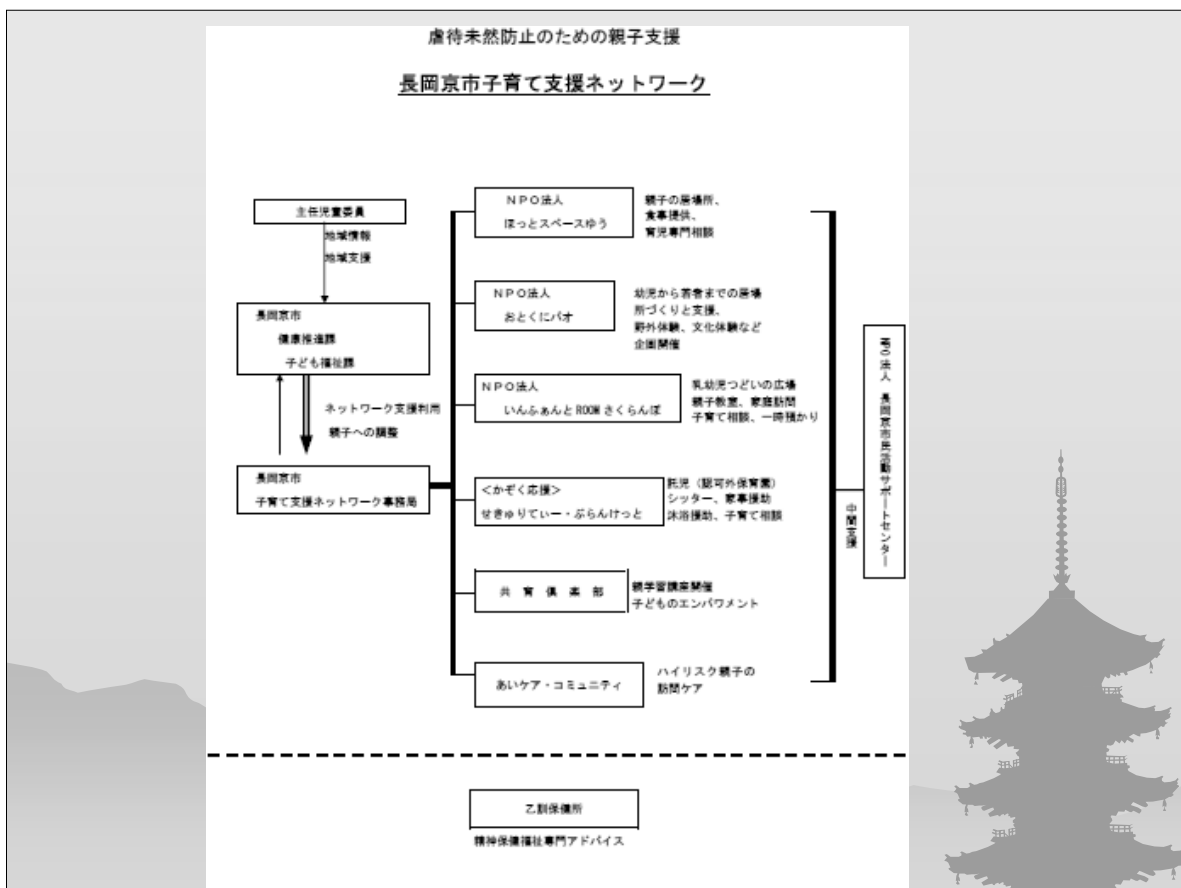 虐待未然防止のための親子支援
長岡京市子育て支援ネットワーク
主任児童委員
地域情報
地域支援
長岡京市
健康推進課
子ども福祉課
ネットワーク支援利用
親子への調整
長岡京市
子育て支援ネットワーク事務局
NPO法人
ほっとスペースゆう
親子の居場所、
食事提供、
育児専門相談
NPO法人
おとくにパオ
幼児から若者までの居場
所づくりと支援、
野外体験、文化体験など
企画開催
NPO法人
いんふぁんとROOMさくらんぼ
乳幼児つどいの広場
親子教室、家庭訪問
子育て相談、一時預かり
<かぞく応援>
せきゅりてぃー・ぶらんけっと
託児（認可外保育園）
シッター、家事援助
沐浴援助、子育て相談
共育倶楽部
親学習講座開催
子どものエンパワメント
あいケア・コミュニティ
ハイリスク親子の
訪問ケア
中間支援
法人 長岡京市民活動サポートセンター
乙訓保健所
精神保健福祉専門アドバイス